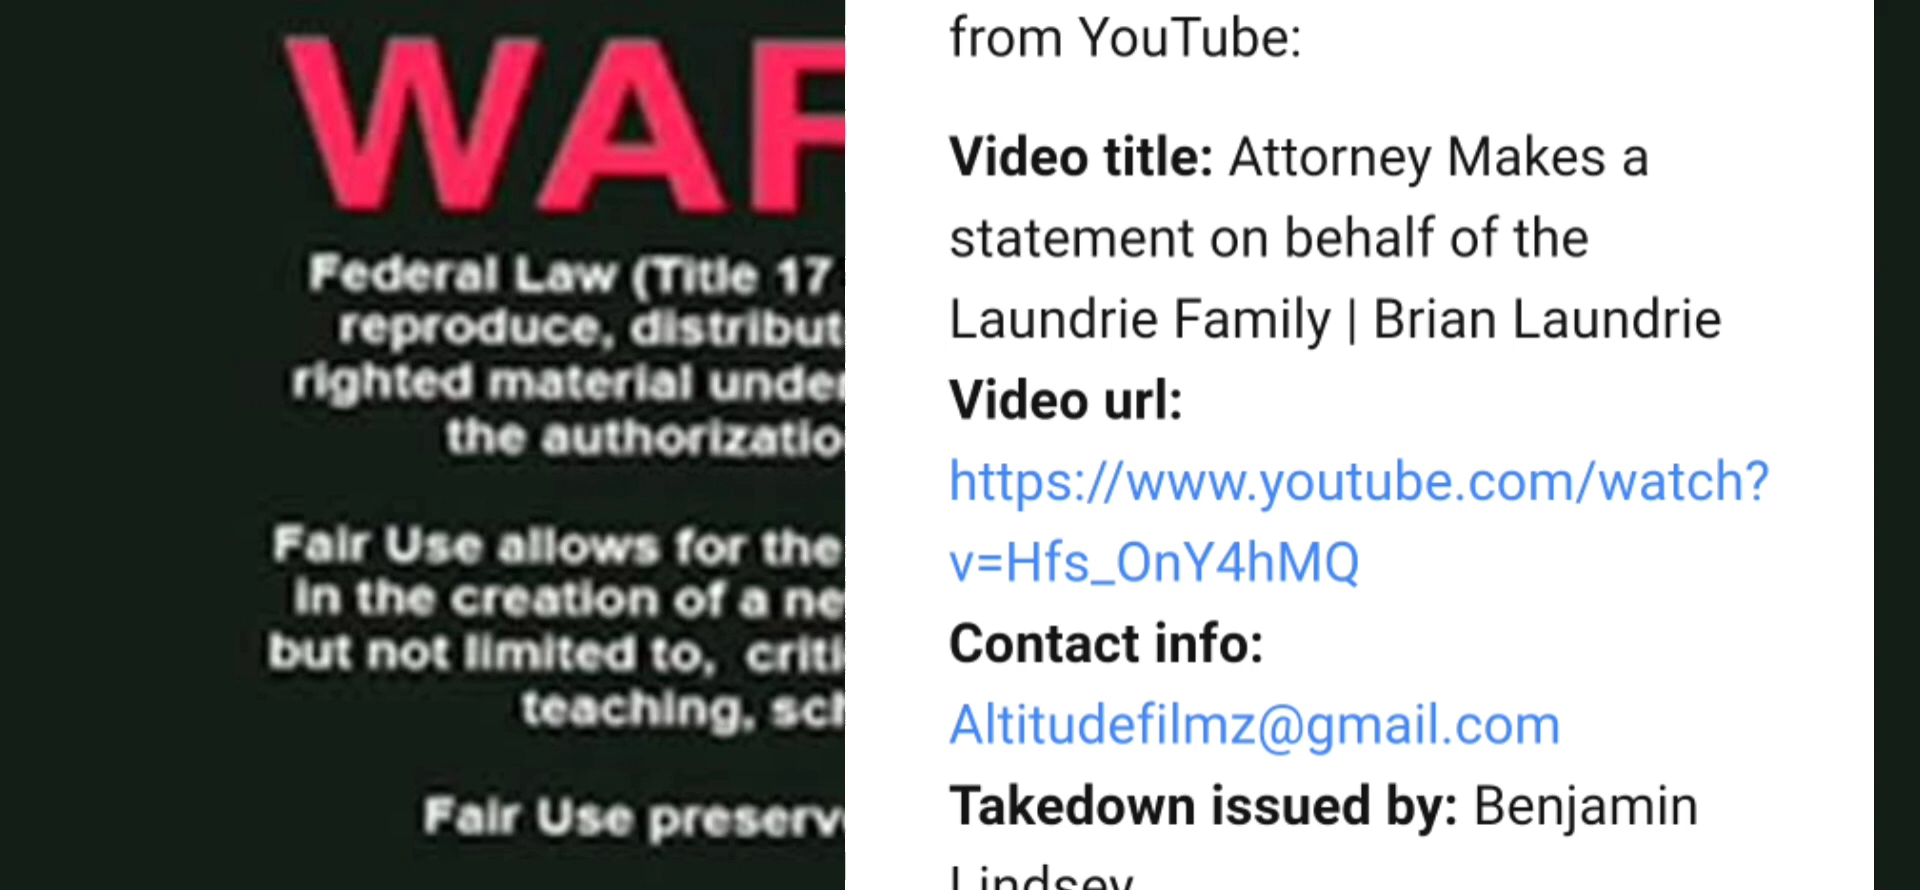 WAR
Federal Law (Title 17
reproduce, distribut
righted material under
the authorizatio
Fair Use allows for the
in the creation of a ne
but not limited to, criti
teaching, sch
Fair Use preserv
from YouTube:
Video title: Attorney Makes a
statement on behalf of the
Laundrie Family | Brian Laundrie
Video url:
https://www.youtube.com/watch?
v=Hfs_OnY4hMQ
Contact info:
Altitudefilmz@gmail.com
Takedown issued by: Benjamin
Lindsey